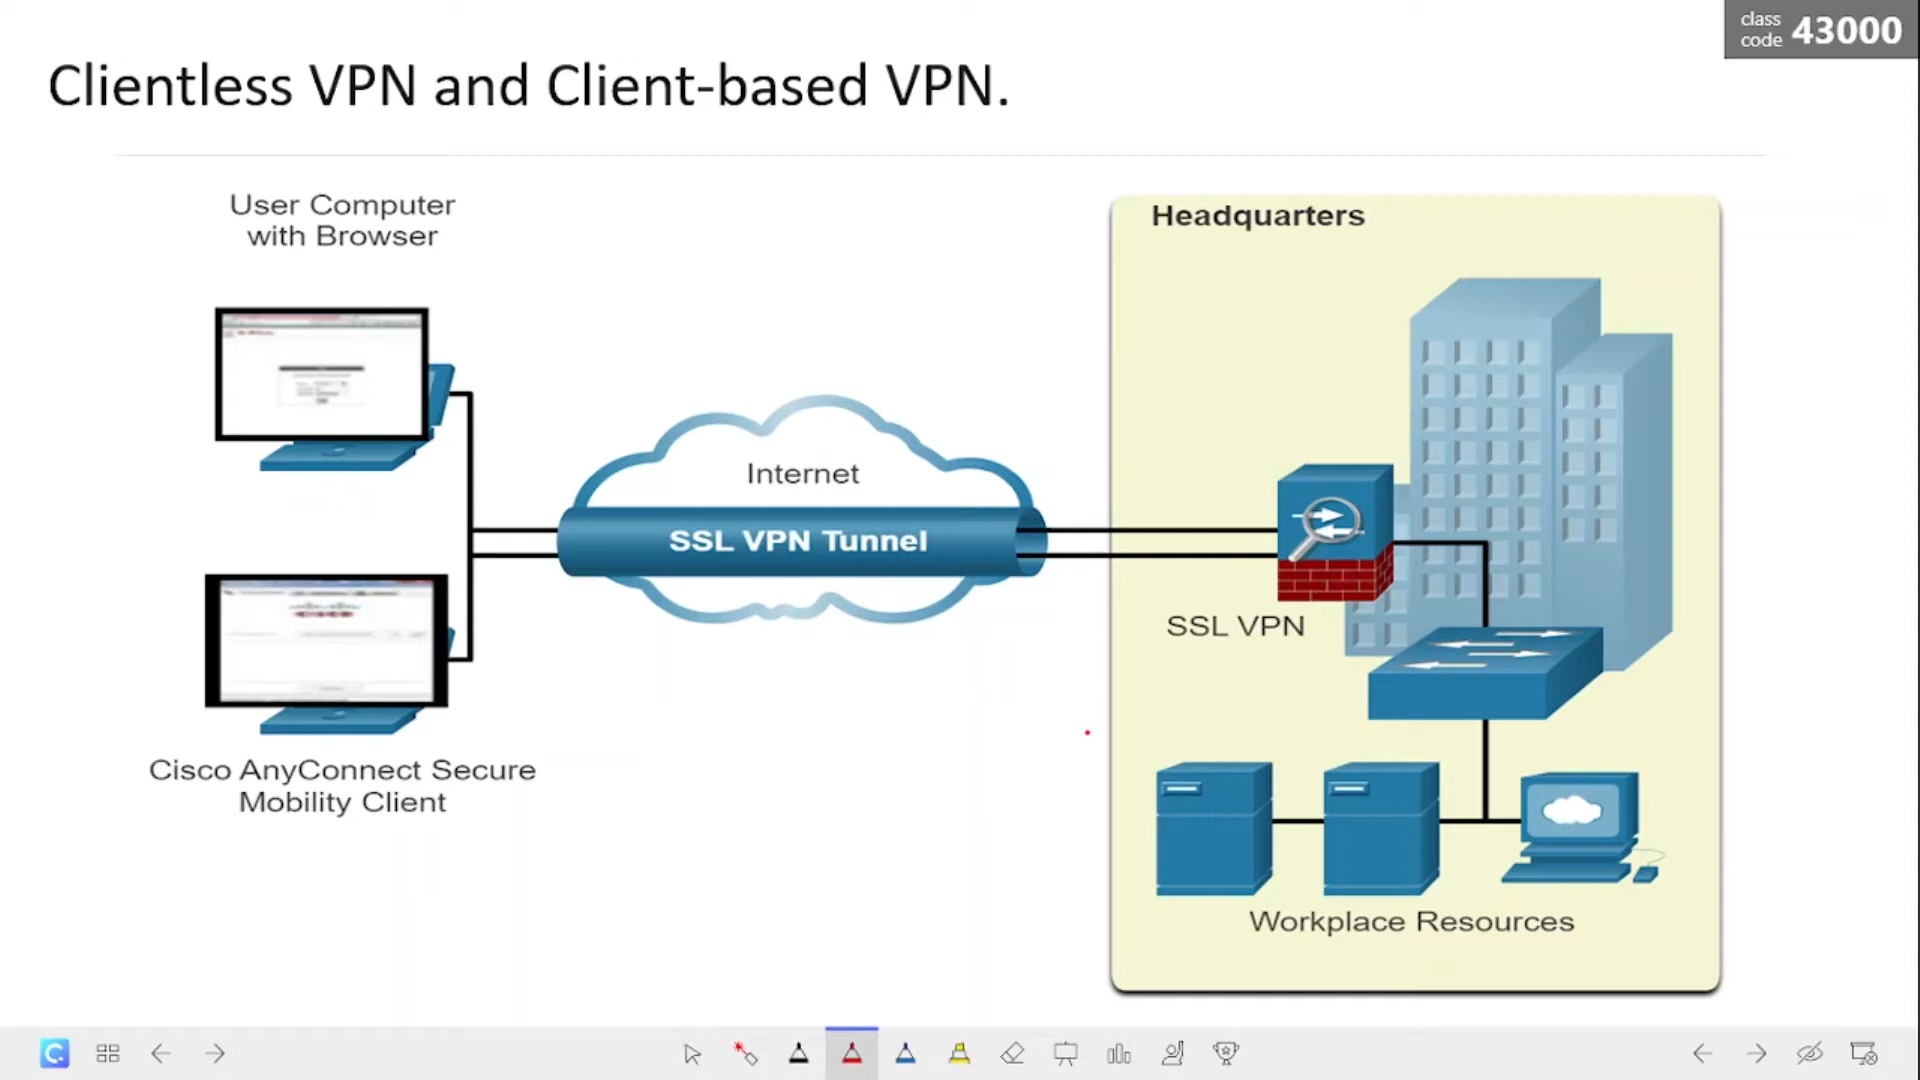 class
code 43000
Clientless VPN and Client-based VPN.
User Computer
with Browser
Headquarters
Internet
SSL VPN Tunnel
SSL VPN
Cisco AnyConnect Secure
Mobility Client
Workplace Resources